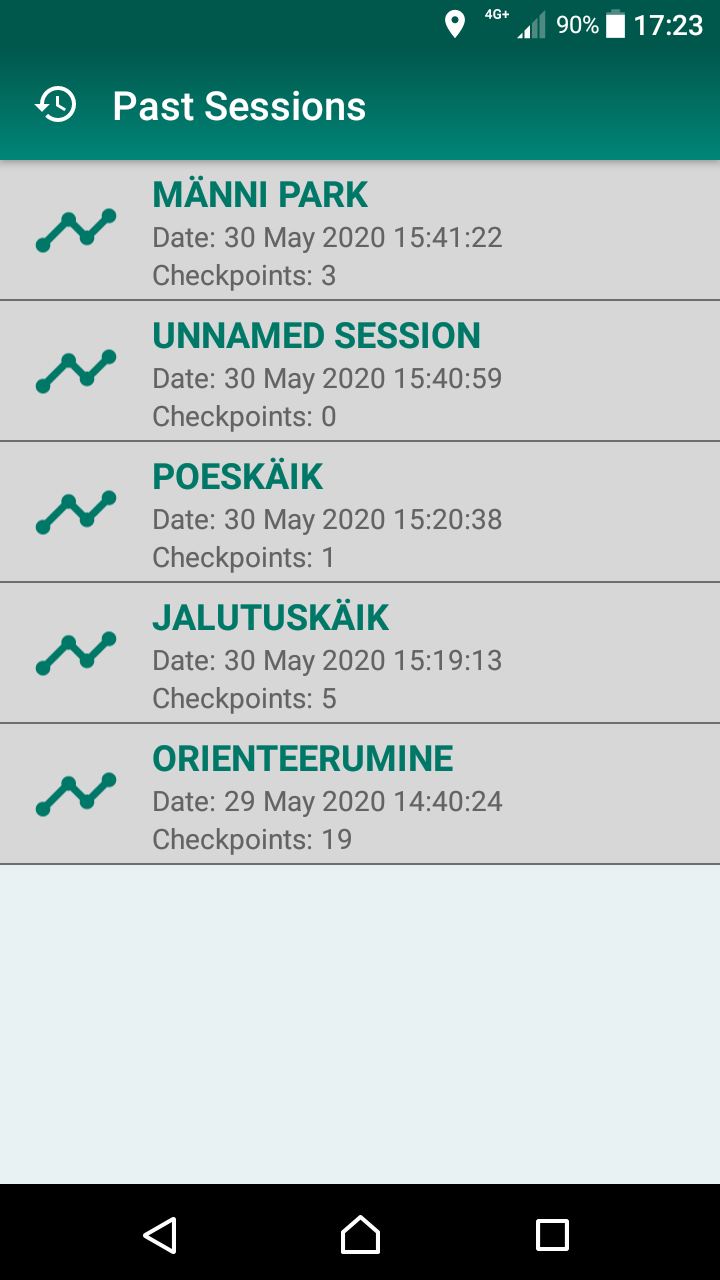 4G+ 90% 17:23
Past Sessions
MÄNNI PARK
Date: 30 May 2020 15:41:22
Checkpoints: 3
UNNAMED SESSION
Date: 30 May 2020 15:40:59
Checkpoints: 0
POESKÄIK
Date: 30 May 2020 15:20:38
Checkpoints: 1
JALUTUSKÄIK
Date: 30 May 2020 15:19:13
Checkpoints: 5
ORIENTEERUMINE
Date: 29 May 2020 14:40:24
Checkpoints: 19